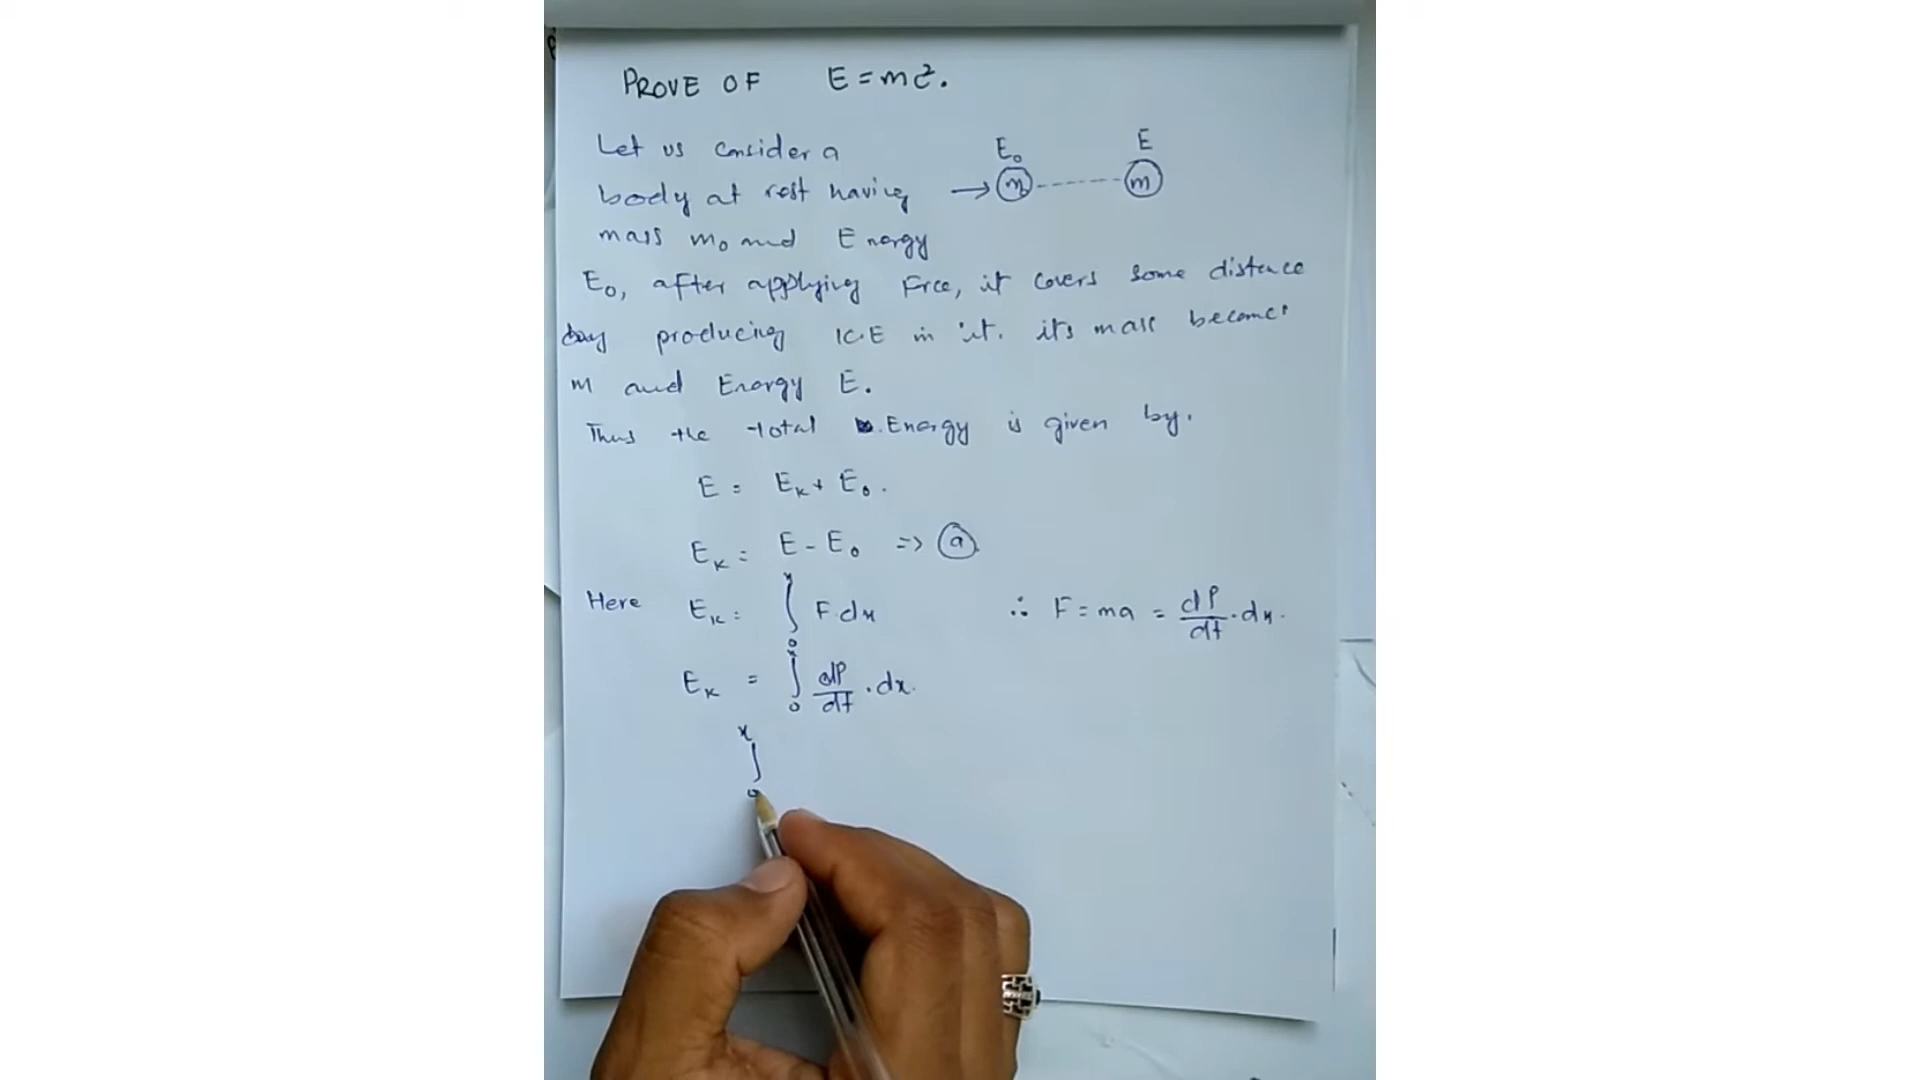 PROVE OF E = mc².
Let us consider a
E₀ E
body at rest having → m₀ ------ m
mass m₀ and Energy
E₀, after applying Frce, it covers some distence
by producing K.E in it. its mass becomes
m and Energy E.
Thus the total Energy is given by.
E = Eₖ + E₀.
Eₖ = E - E₀ => ⓐ
Here Eₖ = ∫₀ˣ F.dx ∴ F = ma = dP/dt . dx.
Eₖ = ∫₀ˣ dP/dt . dx.
∫₀ˣ